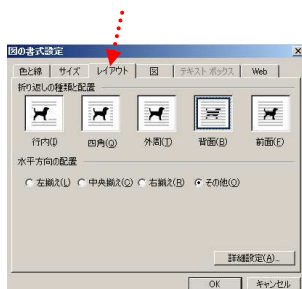 図の書式設定
色と線 サイズ レイアウト 図 テキスト ボックス Web
折り返しの種類と配置
行内(I) 四角(Q) 外周(T) 背面(B) 前面(F)
水平方向の配置
左揃え(L) 中央揃え(C) 右揃え(R) その他(O)
詳細設定(A)...
OK キャンセル